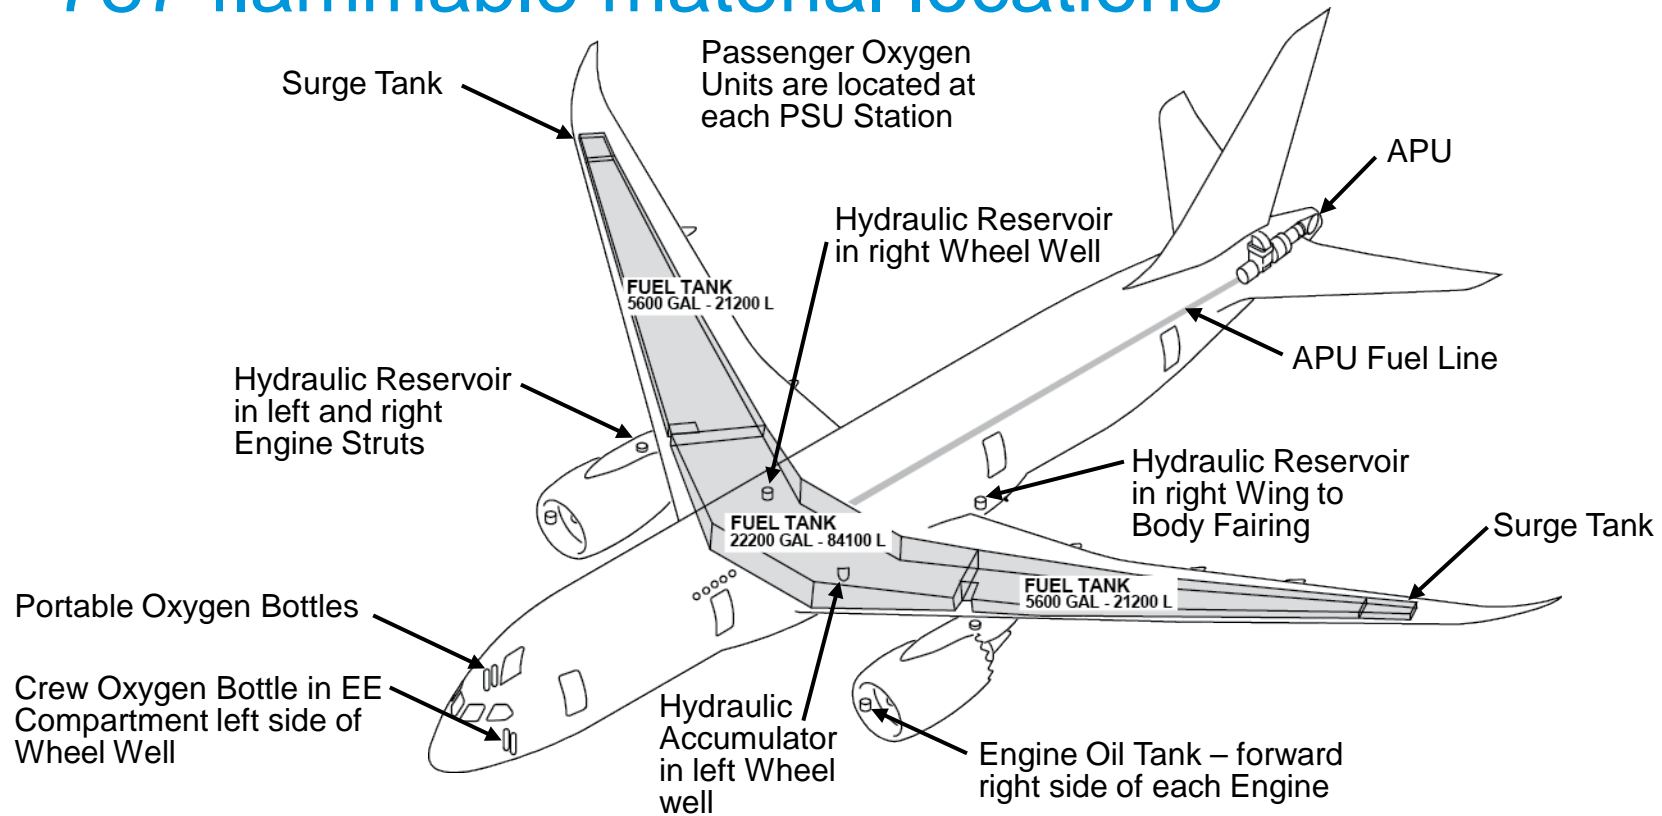 787 flammable material locations
Passenger Oxygen
Units are located at
each PSU Station
Surge Tank
APU
Hydraulic Reservoir
in right Wheel Well
FUEL TANK
5600 GAL - 21200 L
APU Fuel Line
Hydraulic Reservoir
in left and right
Engine Struts
Hydraulic Reservoir
in right Wing to
Body Fairing
Surge Tank
FUEL TANK
22200 GAL - 84100 L
FUEL TANK
5600 GAL - 21200 L
Portable Oxygen Bottles
Crew Oxygen Bottle in EE
Compartment left side of
Wheel Well
Hydraulic
Accumulator
in left Wheel
well
Engine Oil Tank – forward
right side of each Engine